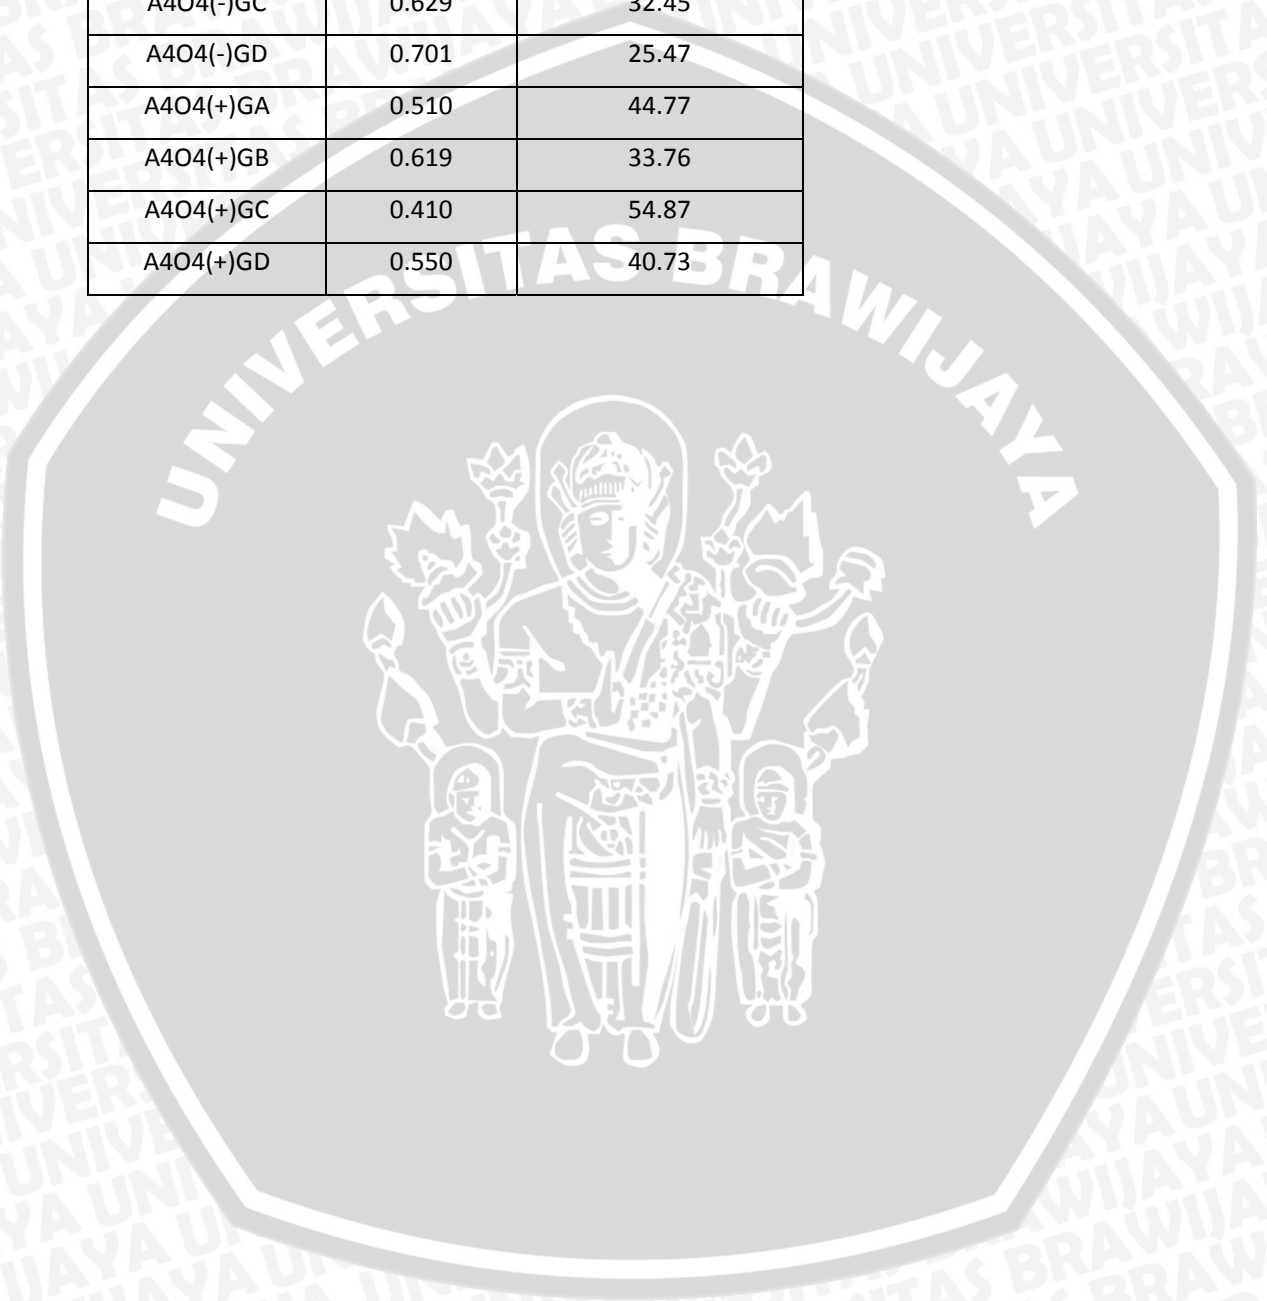 A4O4(-)GC 0.629 32.45
A4O4(-)GD 0.701 25.47
A4O4(+)GA 0.510 44.77
A4O4(+)GB 0.619 33.76
A4O4(+)GC 0.410 54.87
A4O4(+)GD 0.550 40.73
UNIVERSITAS BRAWIJAYA